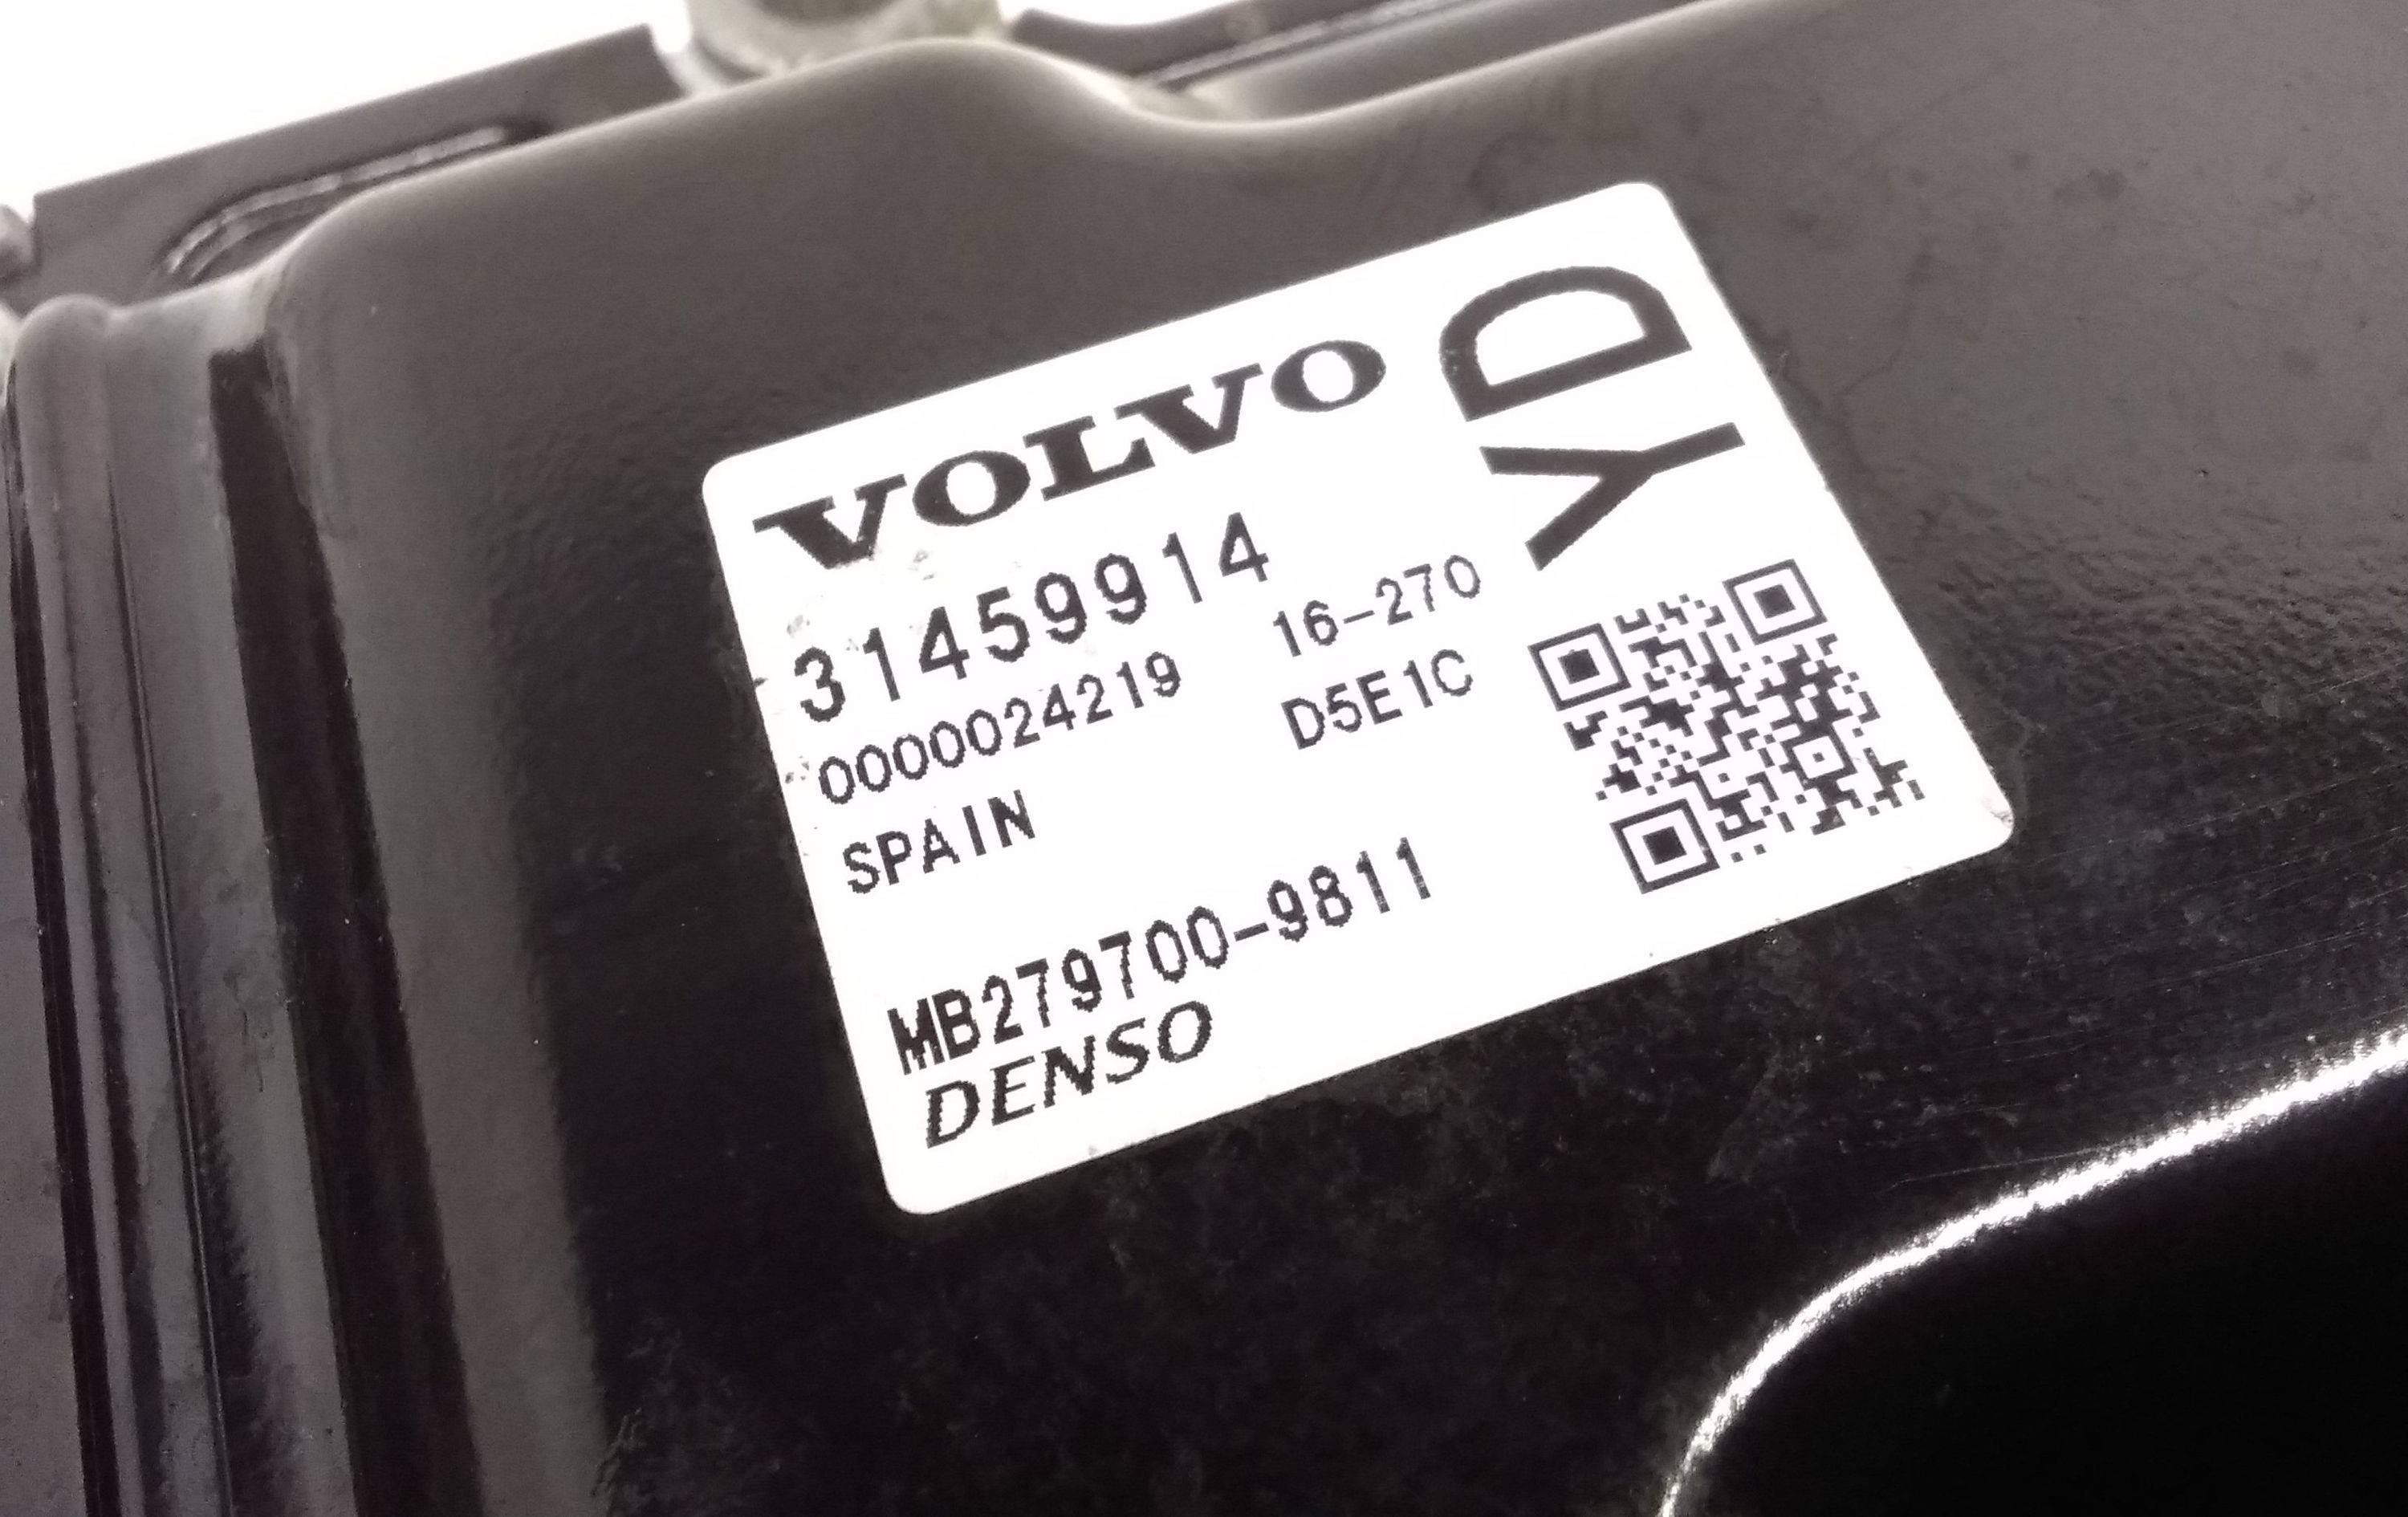 VOLVO
YD
31459914
0000024219 16-270
SPAIN D5E1C
MB279700-9811
DENSO